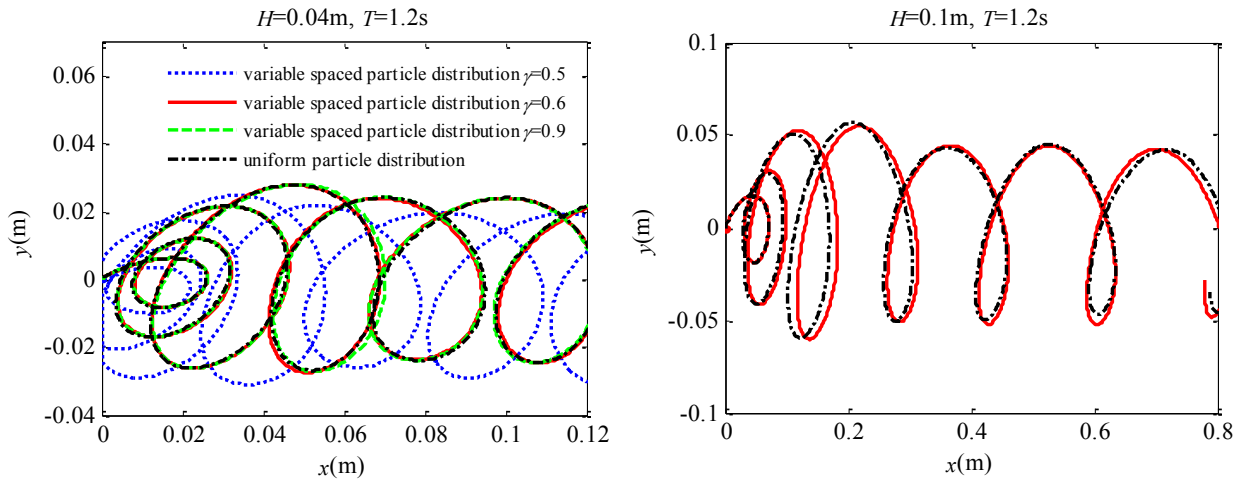 H=0.04m, T=1.2s
0.06
0.04
0.02
0
-0.02
-0.04
y(m)
variable spaced particle distribution γ=0.5
variable spaced particle distribution γ=0.6
variable spaced particle distribution γ=0.9
uniform particle distribution
0 0.02 0.04 0.06 0.08 0.1 0.12
x(m)
H=0.1m, T=1.2s
0.1
0.05
0
-0.05
-0.1
y(m)
0 0.2 0.4 0.6 0.8
x(m)